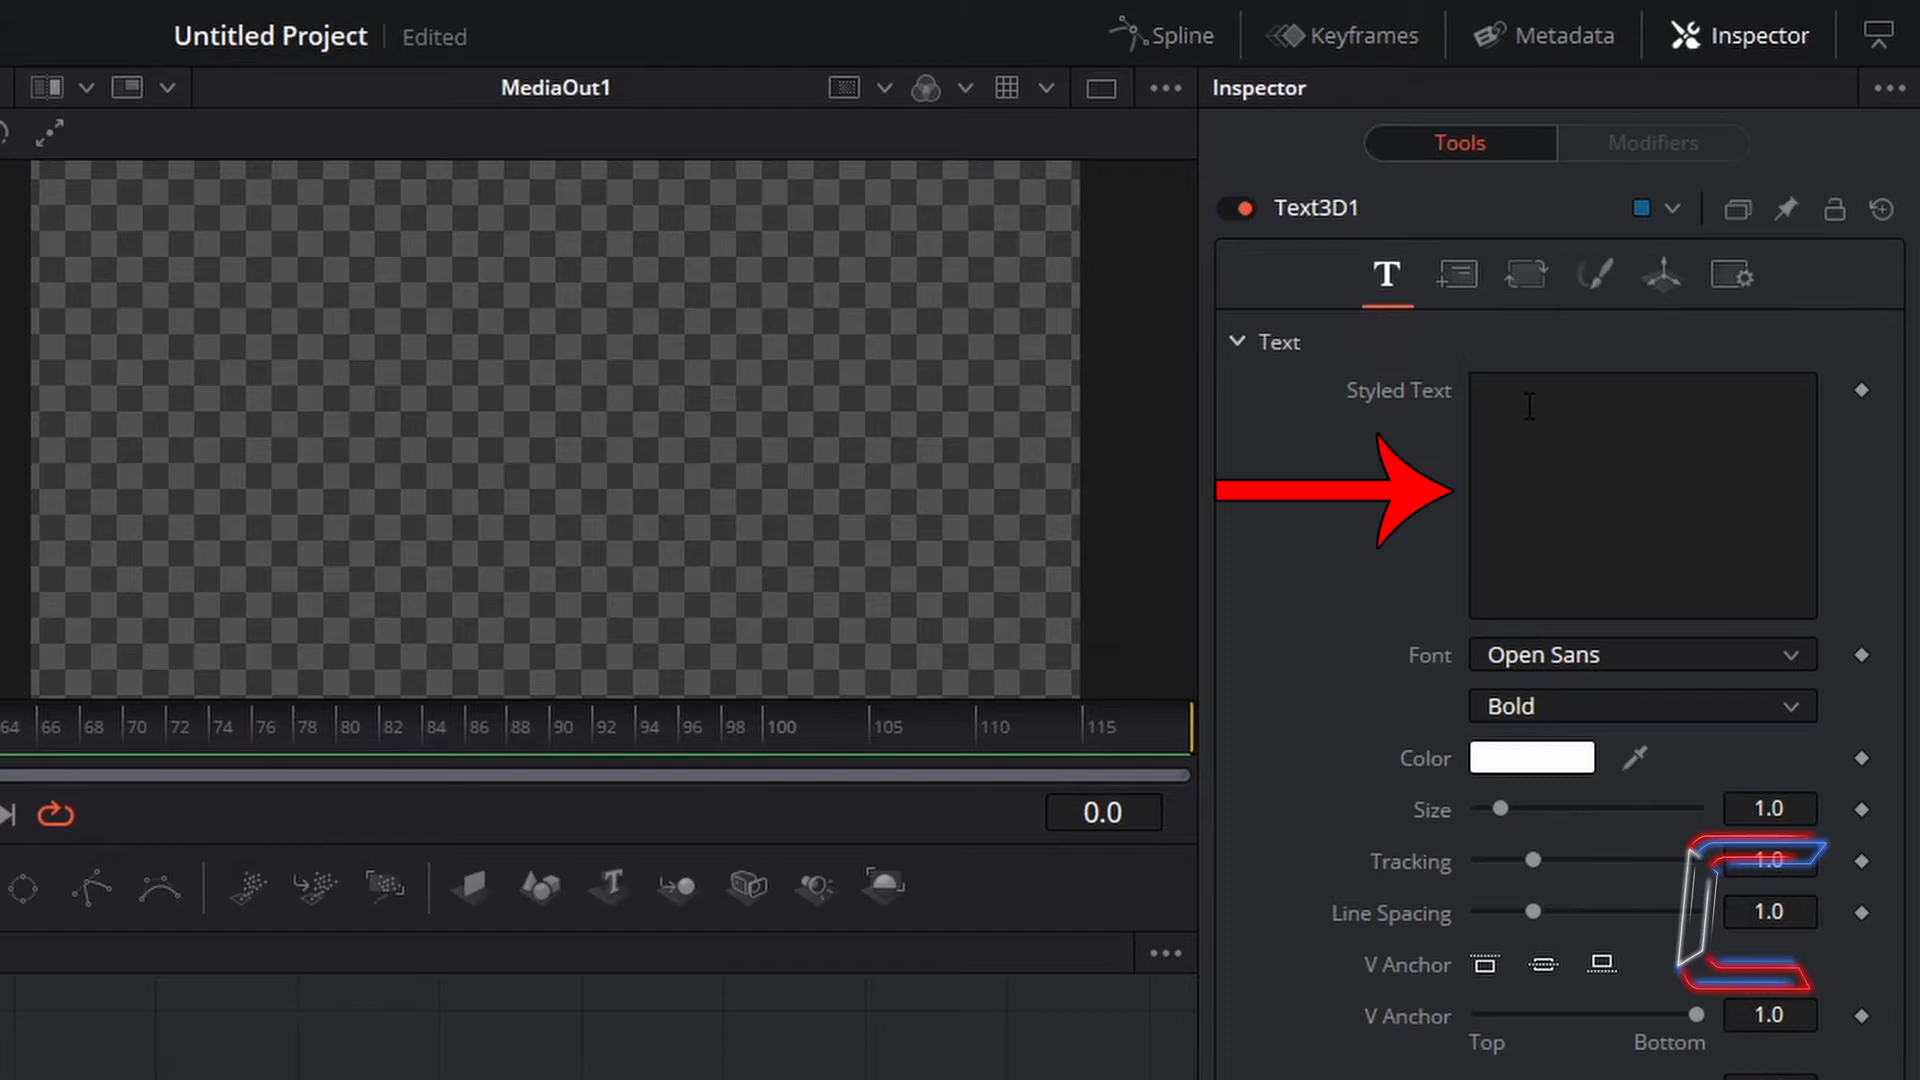 Untitled Project
Edited
Spline
Keyframes
Metadata
Inspector
MediaOut1
Inspector
Tools
Modifiers
Text3D1
T
Text
Styled Text
Font
Open Sans
Bold
Color
Size
1.0
Tracking
1.0
Line Spacing
1.0
V Anchor
V Anchor
1.0
Top
Bottom
64 66 68 70 72 74 76 78 80 82 84 86 88 90 92 94 96 98 100 105 110 115
0.0
T